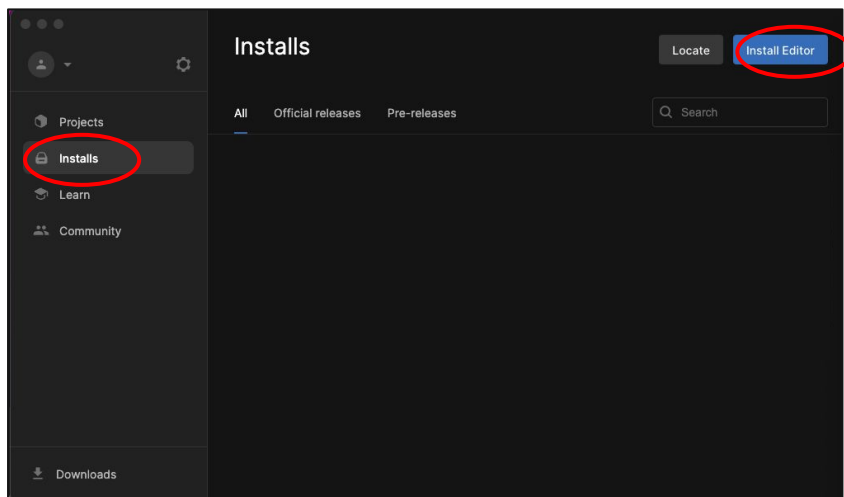 Installs
Locate
Install Editor
Projects
All
Official releases
Pre-releases
Search
Installs
Learn
Community
Downloads